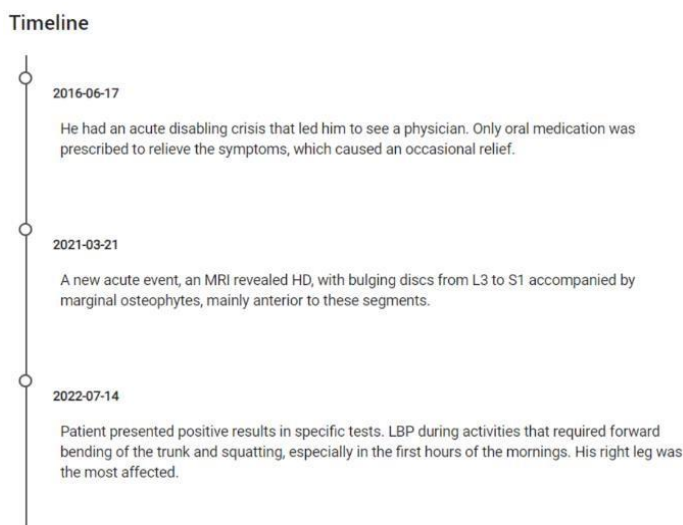 Timeline
2016-06-17
He had an acute disabling crisis that led him to see a physician. Only oral medication was
prescribed to relieve the symptoms, which caused an occasional relief.
2021-03-21
A new acute event, an MRI revealed HD, with bulging discs from L3 to S1 accompanied by
marginal osteophytes, mainly anterior to these segments.
2022-07-14
Patient presented positive results in specific tests. LBP during activities that required forward
bending of the trunk and squatting, especially in the first hours of the mornings. His right leg was
the most affected.